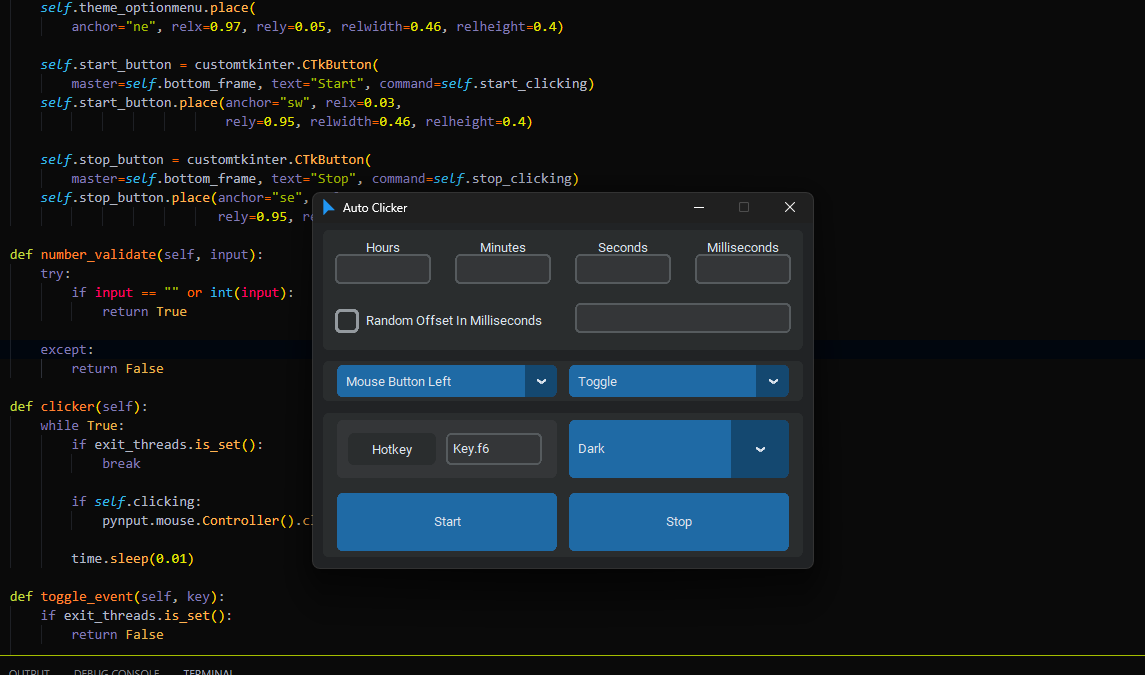 self.theme_optionmenu.place(
anchor="ne", relx=0.97, rely=0.05, relwidth=0.46, relheight=0.4)
self.start_button = customtkinter.CTkButton(
master=self.bottom_frame, text="Start", command=self.start_clicking)
self.start_button.place(anchor="sw", relx=0.03,
rely=0.95, relwidth=0.46, relheight=0.4)
self.stop_button = customtkinter.CTkButton(
master=self.bottom_frame, text="Stop", command=self.stop_clicking)
self.stop_button.place(anchor="se",
rely=0.95,
def number_validate(self, input):
try:
if input == "" or int(input):
return True
except:
return False
def clicker(self):
while True:
if exit_threads.is_set():
break
if self.clicking:
pynput.mouse.Controller().
time.sleep(0.01)
def toggle_event(self, key):
if exit_threads.is_set():
return False
Auto Clicker
Hours Minutes Seconds Milliseconds
Random Offset In Milliseconds
Mouse Button Left Toggle
Hotkey Key.f6 Dark
Start Stop
OUTPUT DEBUG CONSOLE TERMINAL